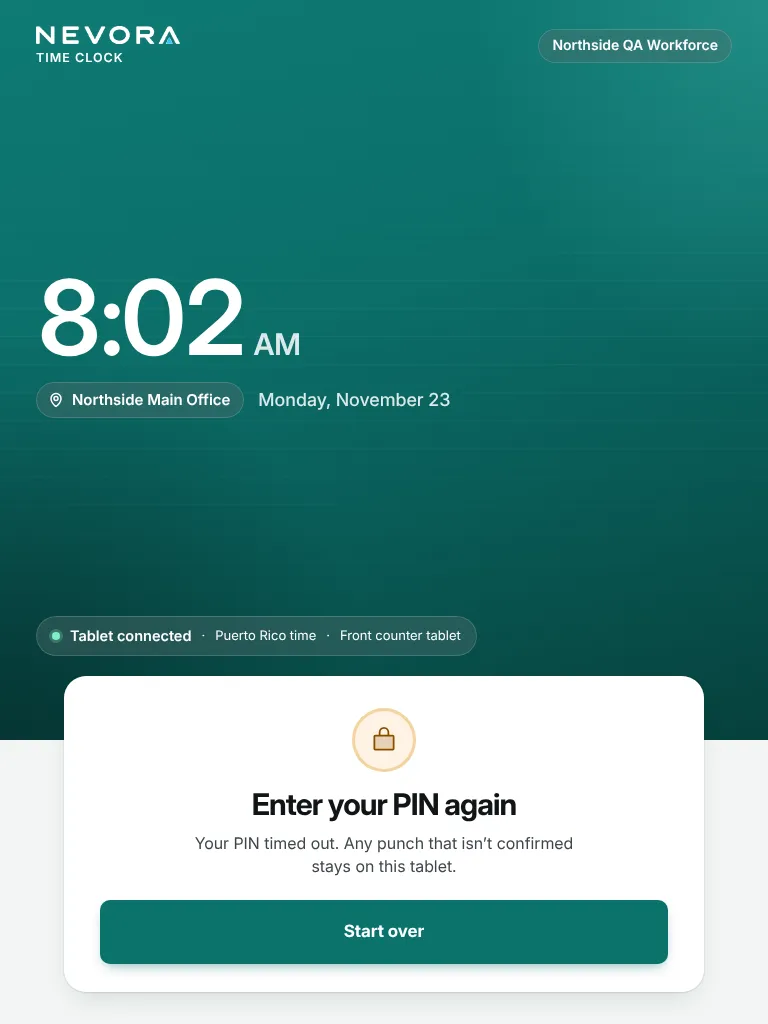 NEVORA
TIME CLOCK
Northside QA Workforce
8:02 AM
Northside Main Office
Monday, November 23
Tablet connected · Puerto Rico time · Front counter tablet
Enter your PIN again
Your PIN timed out. Any punch that isn’t confirmed
stays on this tablet.
Start over